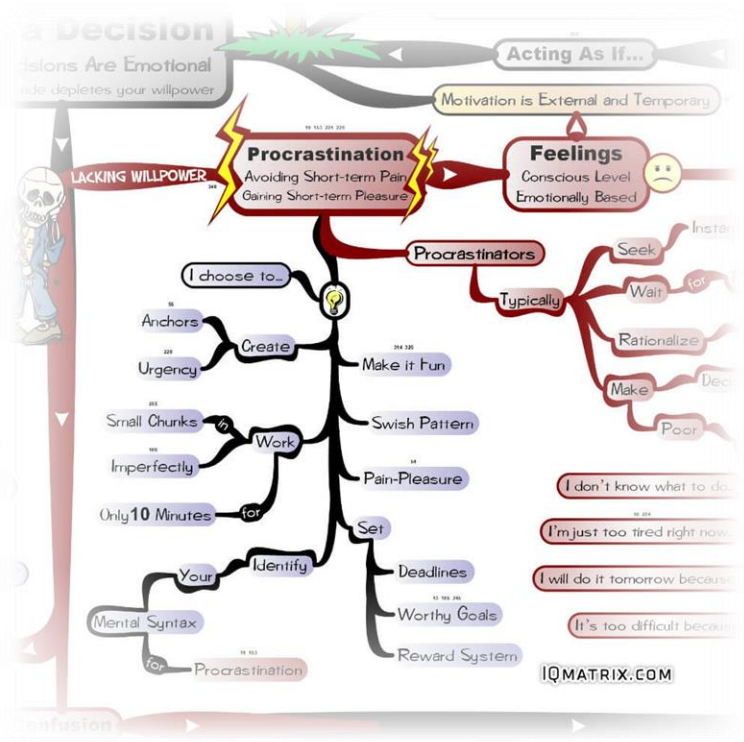 a Decision
Decisions Are Emotional
depletes your willpower
Acting As If...
Motivation is External and Temporary
LACKING WILLPOWER
Procrastination
Avoiding Short-term Pain
Gaining Short-term Pleasure
Feelings
Conscious Level
Emotionally Based
Procrastinators
Typically
Seek
Wait
for
Rationalize
Make
Poor
I choose to...
Create
Anchors
Urgency
Make it Fun
Small Chunks
in
Work
Imperfectly
Only 10 Minutes
for
Swish Pattern
Pain-Pleasure
Set
Deadlines
Worthy Goals
Reward System
Identify
Your
Mental Syntax
for
Procrastination
I don't know what to do...
I'm just too tired right now...
I will do it tomorrow because
It's too difficult because
IQMATRIX.COM
Confusion